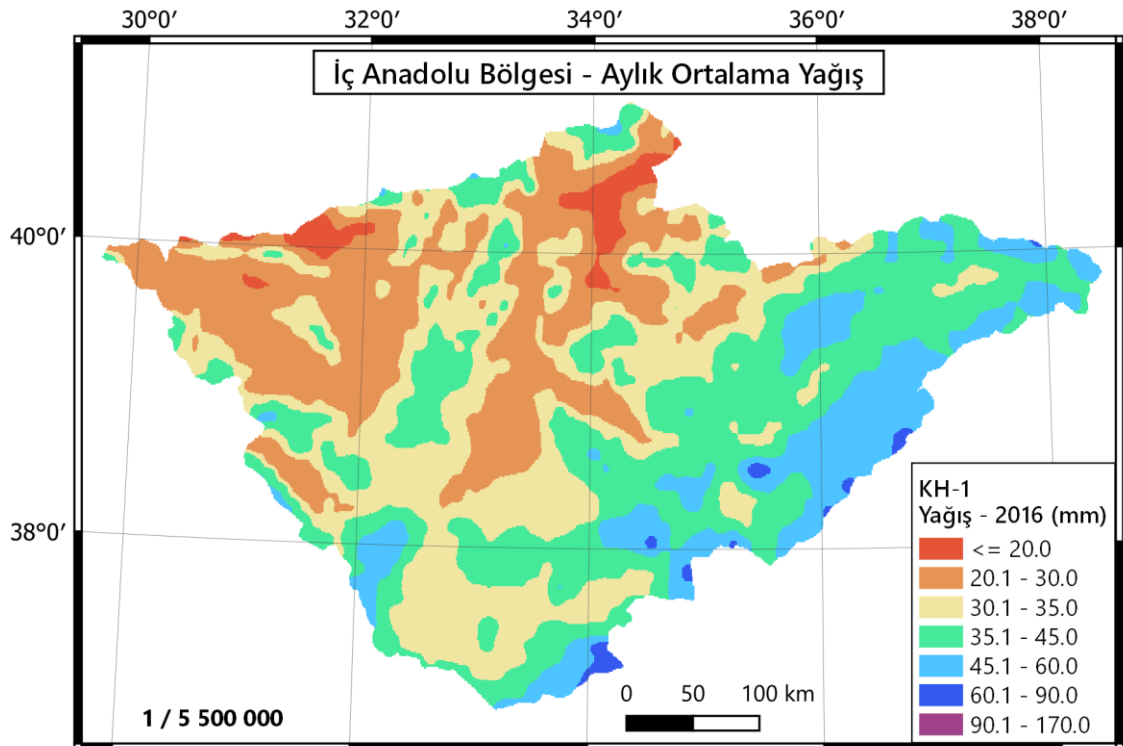 30°0′ 32°0′ 34°0′ 36°0′ 38°0′
İç Anadolu Bölgesi - Aylık Ortalama Yağış
40°0′ 40°0′
38°0′
KH-1
Yağış - 2016 (mm)
<= 20.0
20.1 - 30.0
30.1 - 35.0
35.1 - 45.0
45.1 - 60.0
60.1 - 90.0
90.1 - 170.0
0 50 100 km
1 / 5 500 000